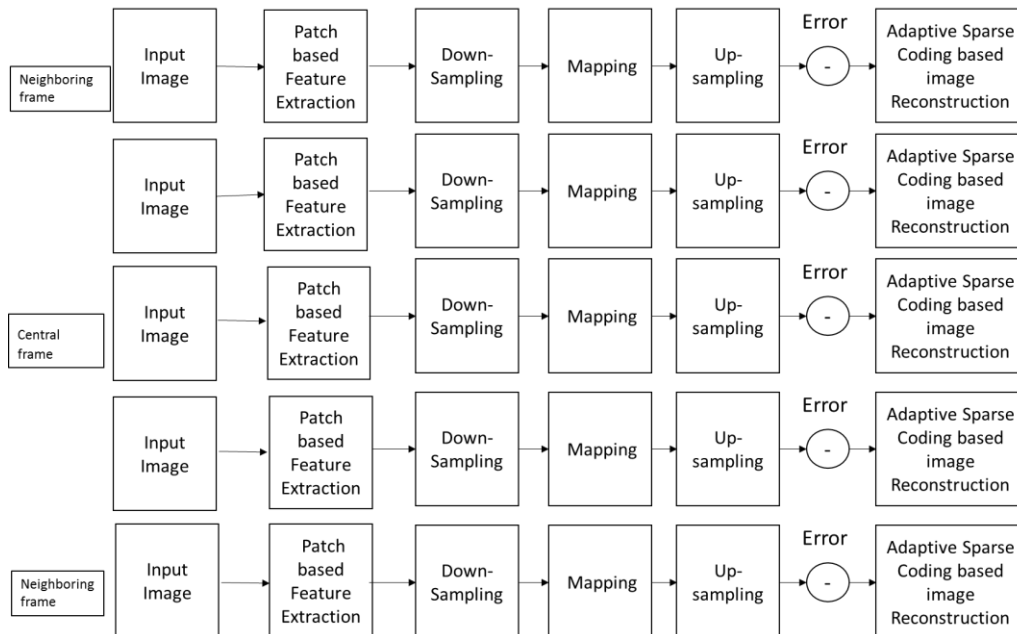 Neighboring
frame
Input
Image
Patch
based
Feature
Extraction
Down-
Sampling
Mapping
Up-
sampling
Error
-
Adaptive Sparse
Coding based
image
Reconstruction
Input
Image
Patch
based
Feature
Extraction
Down-
Sampling
Mapping
Up-
sampling
Error
-
Adaptive Sparse
Coding based
image
Reconstruction
Central
frame
Input
Image
Patch
based
Feature
Extraction
Down-
Sampling
Mapping
Up-
sampling
Error
-
Adaptive Sparse
Coding based
image
Reconstruction
Input
Image
Patch
based
Feature
Extraction
Down-
Sampling
Mapping
Up-
sampling
Error
-
Adaptive Sparse
Coding based
image
Reconstruction
Neighboring
frame
Input
Image
Patch
based
Feature
Extraction
Down-
Sampling
Mapping
Up-
sampling
Error
-
Adaptive Sparse
Coding based
image
Reconstruction